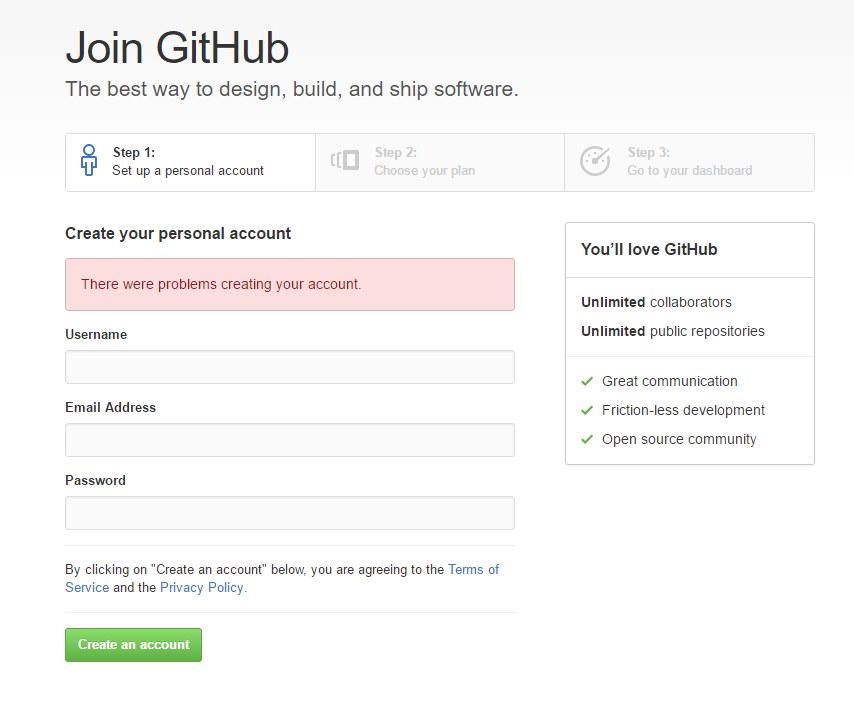 Join GitHub
The best way to design, build, and ship software.
Step 1:
Set up a personal account
Step 2:
Choose your plan
Step 3:
Go to your dashboard
Create your personal account
There were problems creating your account.
Username
Email Address
Password
By clicking on "Create an account" below, you are agreeing to the Terms of
Service and the Privacy Policy.
Create an account
You’ll love GitHub
Unlimited collaborators
Unlimited public repositories
Great communication
Friction-less development
Open source community